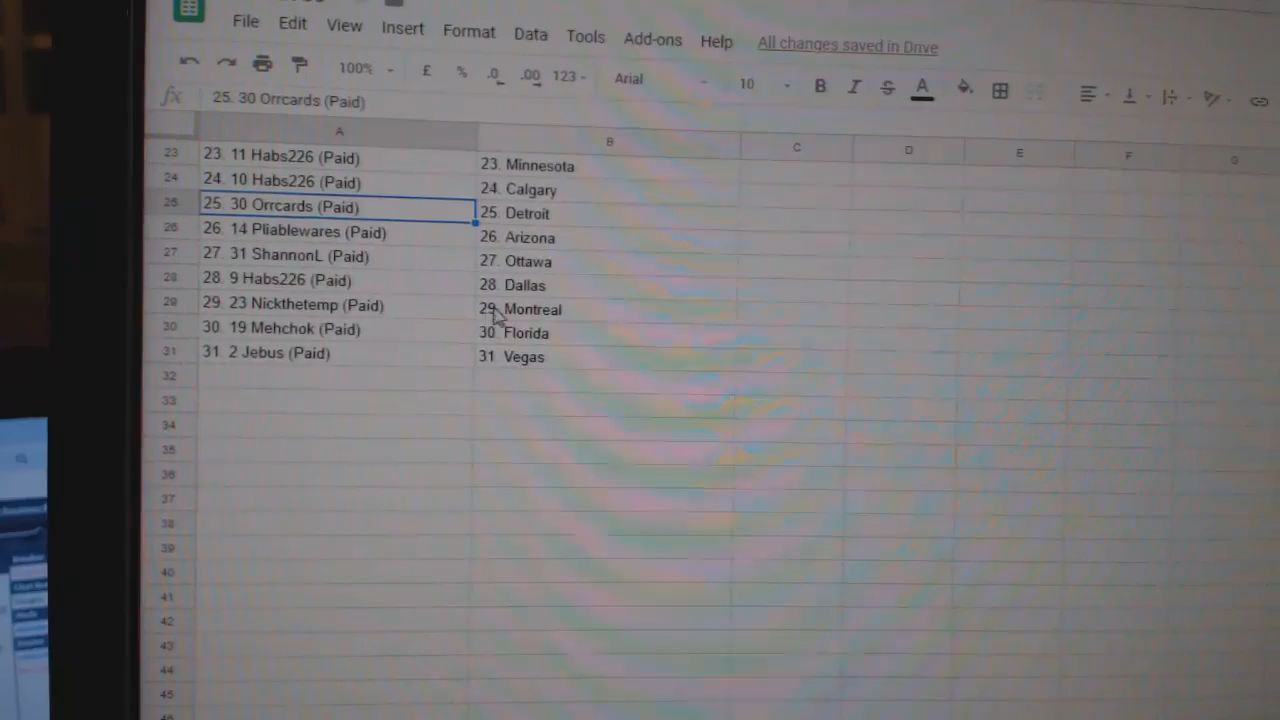 File Edit View Insert Format Data Tools Add-ons Help All changes saved in Drive
100% £ % .0 .00 123 Arial 10 B I S A
fx 25. 30 Orrcards (Paid)
A B C D E F G
23 23. 11 Habs226 (Paid) 23. Minnesota
24 24. 10 Habs226 (Paid) 24. Calgary
25 25. 30 Orrcards (Paid) 25. Detroit
26 26. 14 Pliablewares (Paid) 26. Arizona
27 27. 31 ShannonL (Paid) 27. Ottawa
28 28. 9 Habs226 (Paid) 28. Dallas
29 29. 23 Nickthetemp (Paid) 29. Montreal
30 30. 19 Mehchok (Paid) 30 Florida
31 31 2 Jebus (Paid) 31 Vegas
32
33
34
35
36
37
38
39
40
41
42
43
44
45